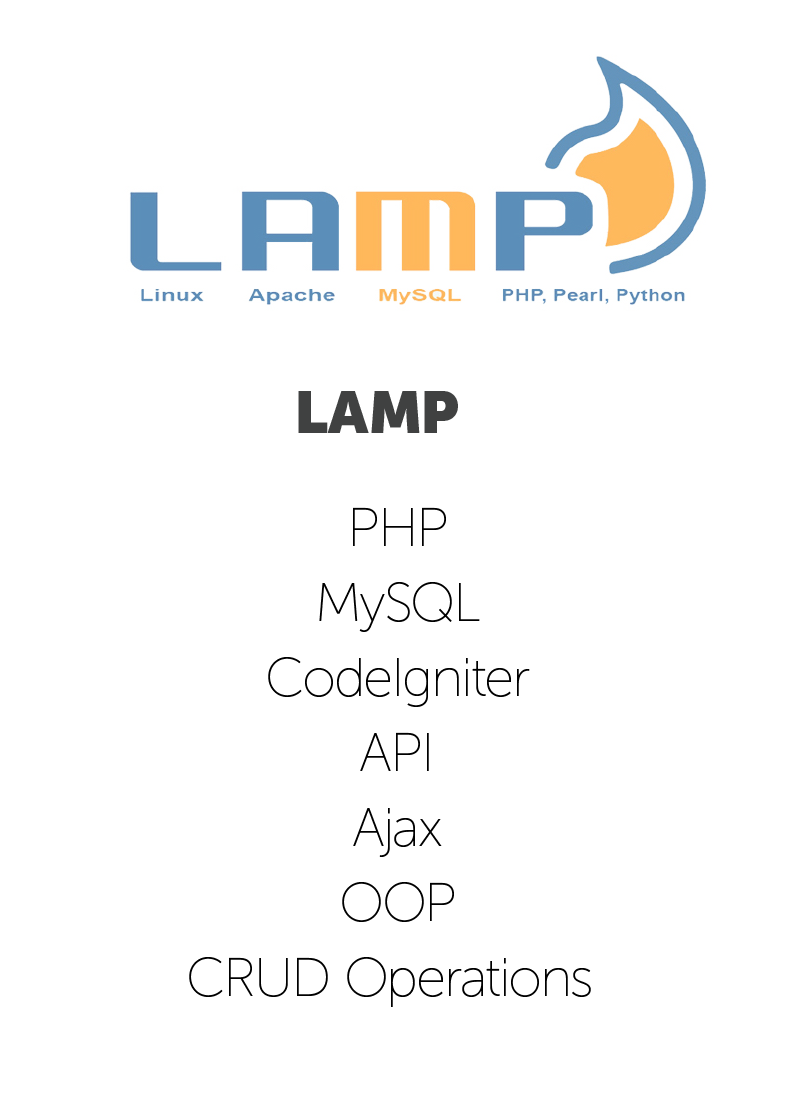 LAMP
Linux Apache MySQL PHP, Pearl, Python
LAMP
PHP
MySQL
CodeIgniter
API
Ajax
OOP
CRUD Operations